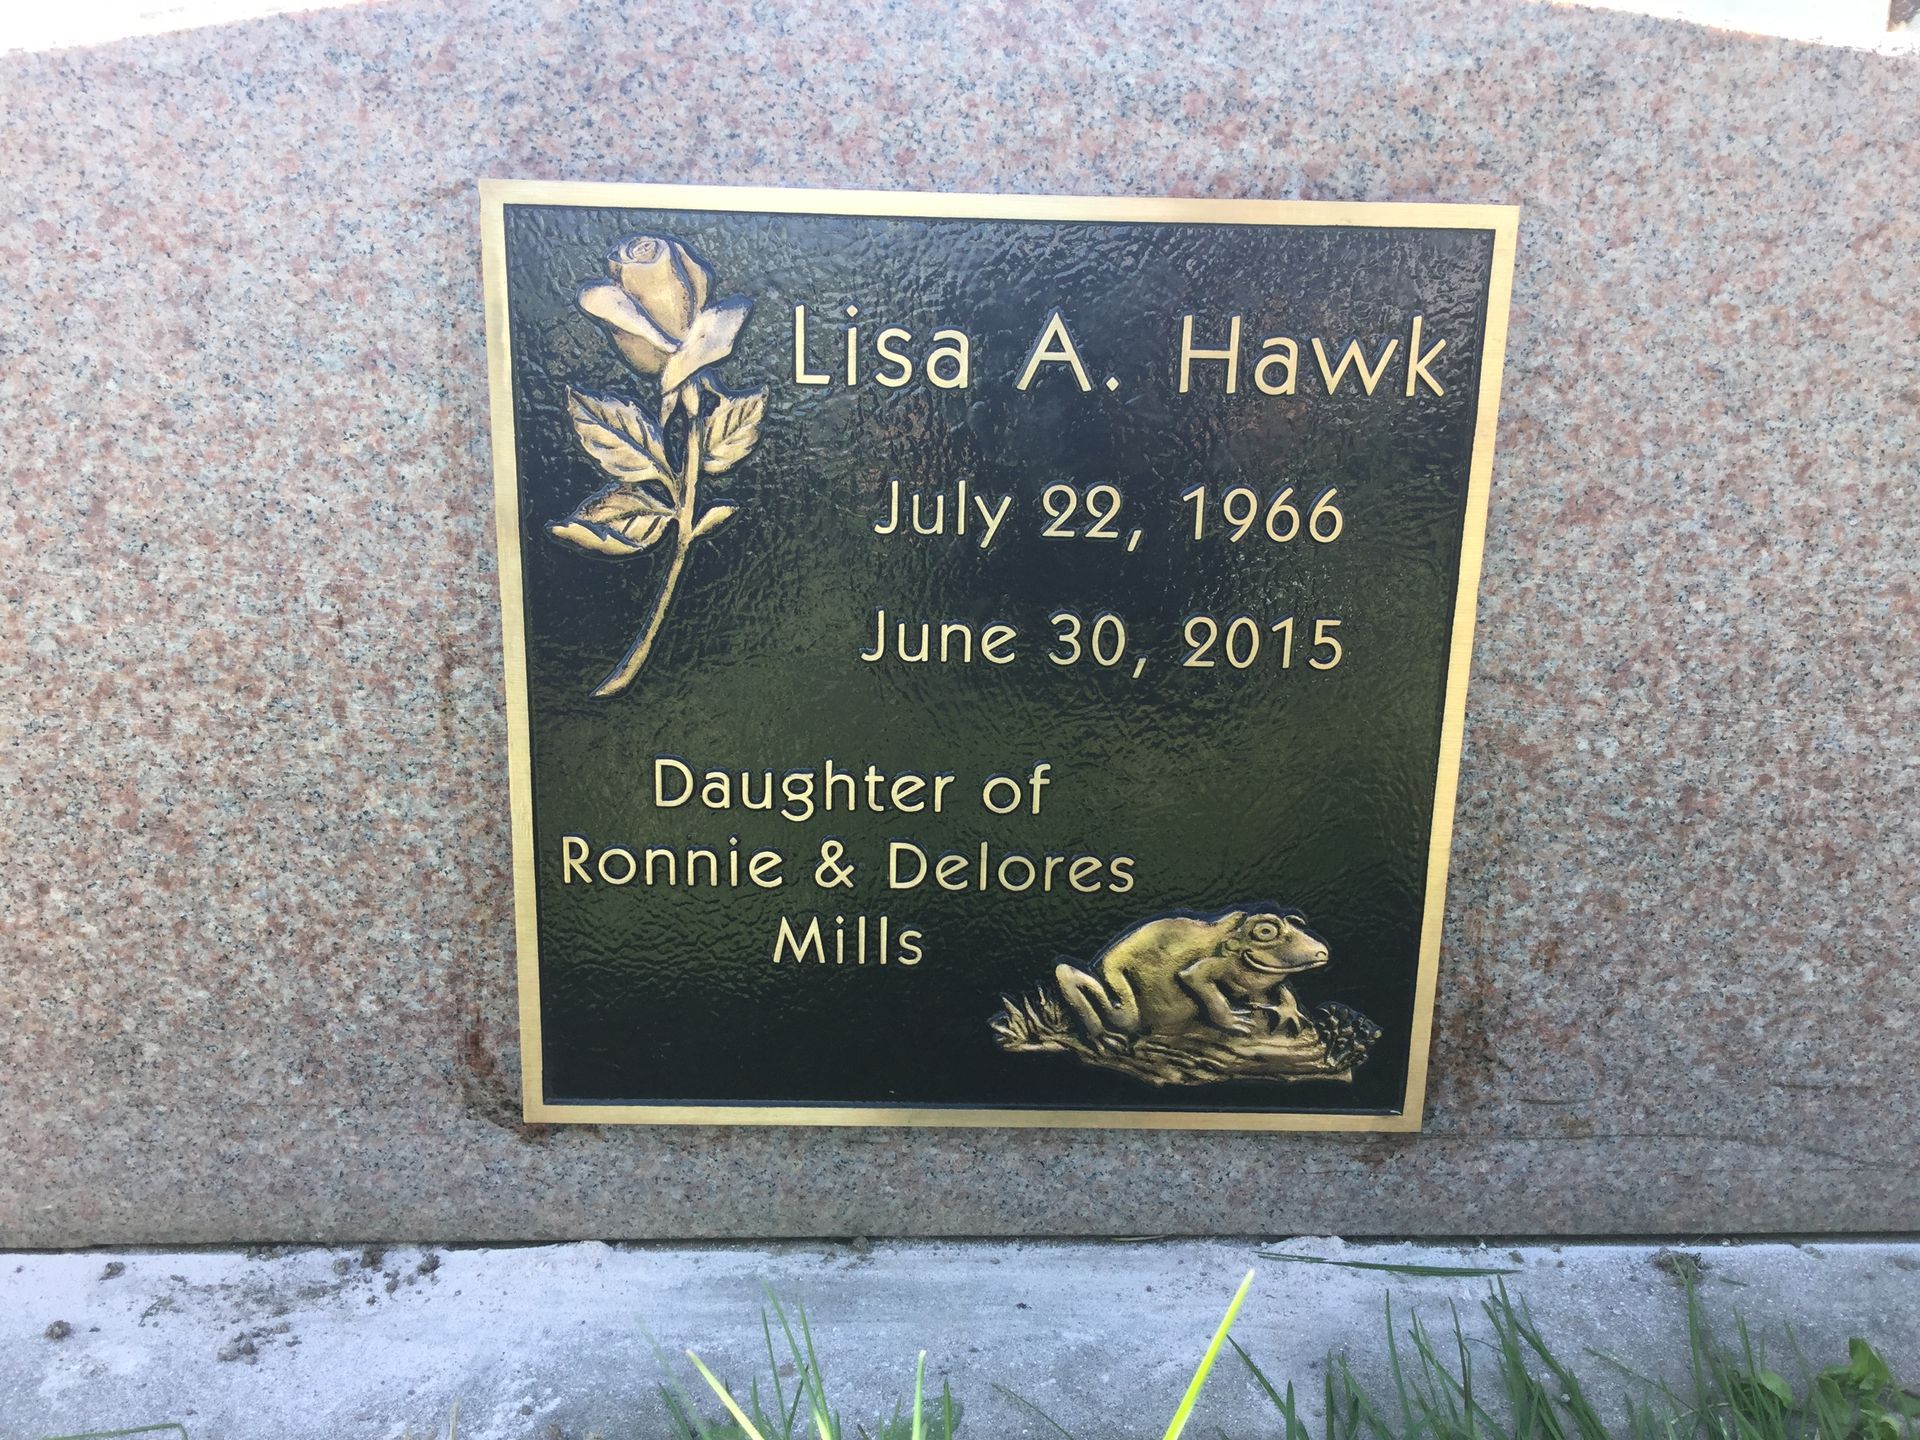 Lisa A. Hawk
July 22, 1966
June 30, 2015
Daughter of
Ronnie & Delores
Mills